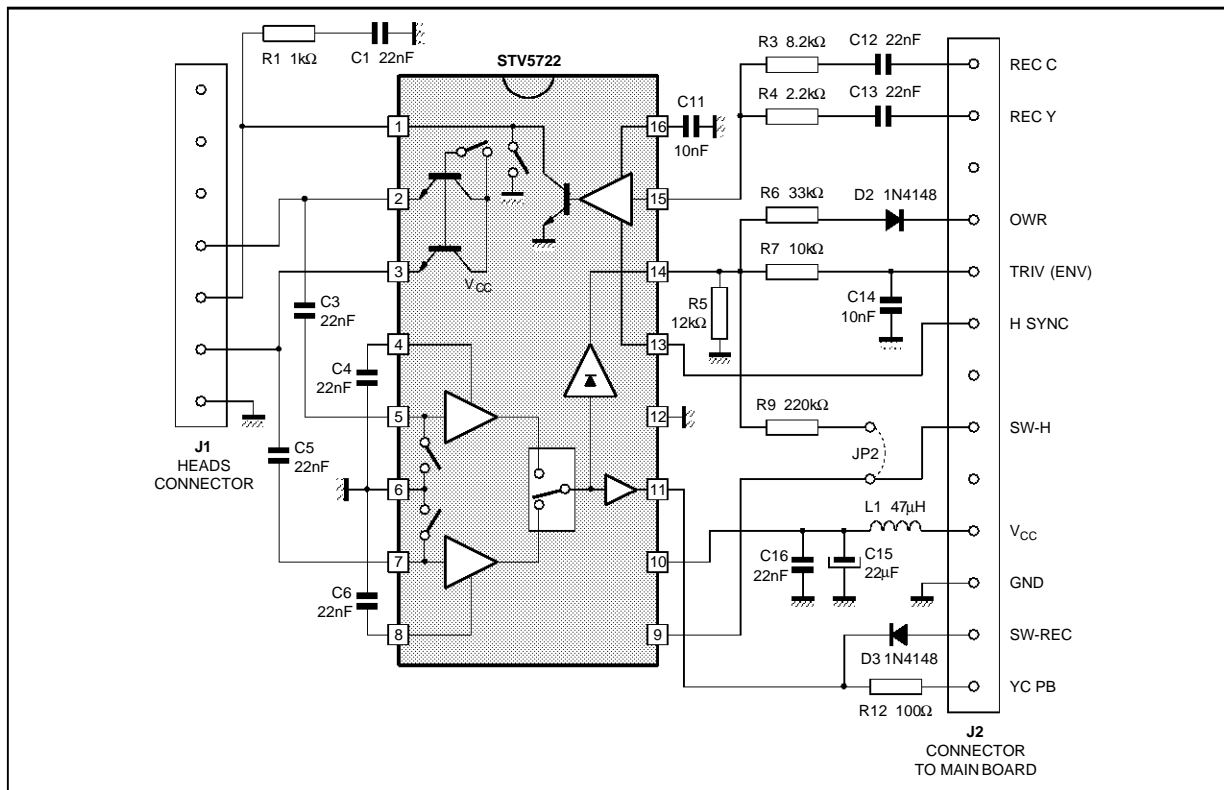 R1 1kΩ
C1 22nF
STV5722
R3 8.2kΩ
C12 22nF
REC C
R4 2.2kΩ
C13 22nF
REC Y
C11
10nF
1
16
2
15
R6 33kΩ
D2 1N4148
OWR
3
14
R7 10kΩ
TRIV (ENV)
VCC
C3
22nF
R5
12kΩ
C14
10nF
H SYNC
4
13
C4
22nF
5
12
R9 220kΩ
SW-H
JP2
J1
HEADS
CONNECTOR
C5
22nF
6
11
L1 47µH
VCC
7
10
C16
22nF
C15
22µF
GND
C6
22nF
8
9
SW-REC
D3 1N4148
YC PB
R12 100Ω
J2
CONNECTOR
TO MAIN BOARD